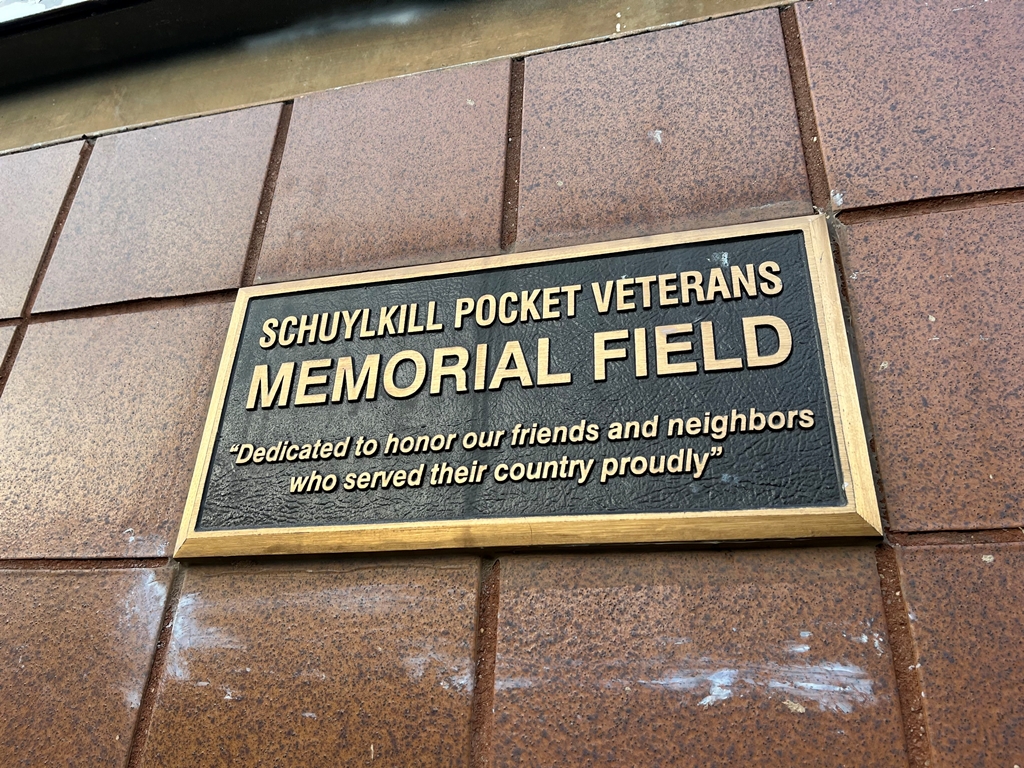 SCHUYLKILL POCKET VETERANS
MEMORIAL FIELD
“Dedicated to honor our friends and neighbors
who served their country proudly”